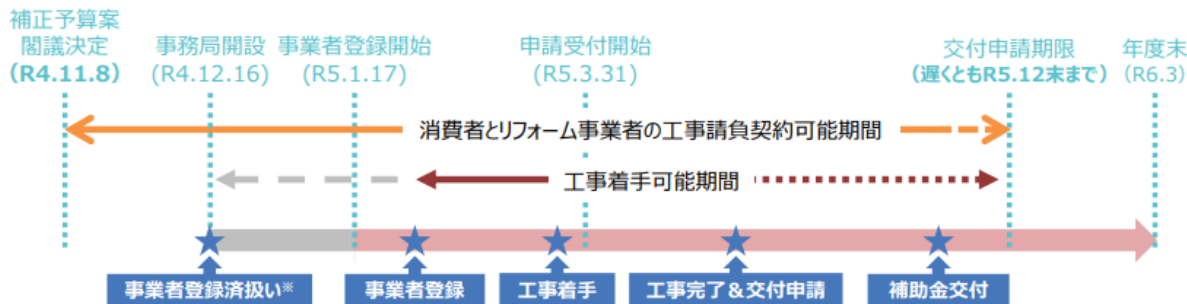 補正予算案
閣議決定
(R4.11.8)
事務局開設
(R4.12.16)
事業者登録開始
(R5.1.17)
申請受付開始
(R5.3.31)
交付申請期限
(遅くともR5.12末まで)
年度末
(R6.3)
消費者とリフォーム事業者の工事請負契約可能期間
工事着手可能期間
事業者登録済扱い※
事業者登録
工事着手
工事完了&交付申請
補助金交付